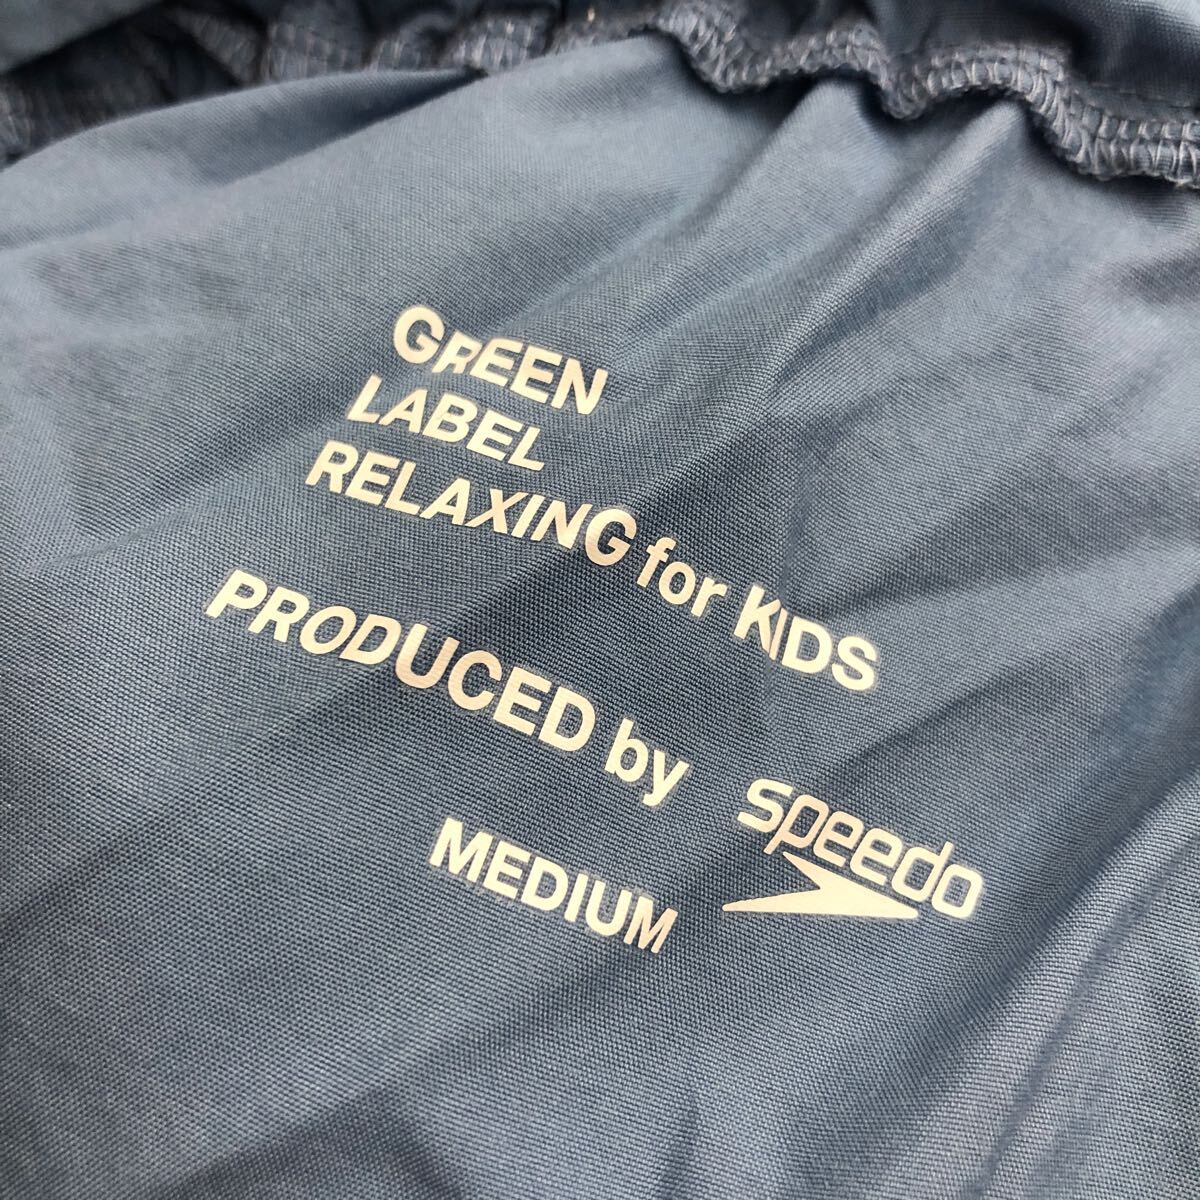 GREEN
LABEL
RELAXING for KIDS
PRODUCED by speedo
MEDIUM